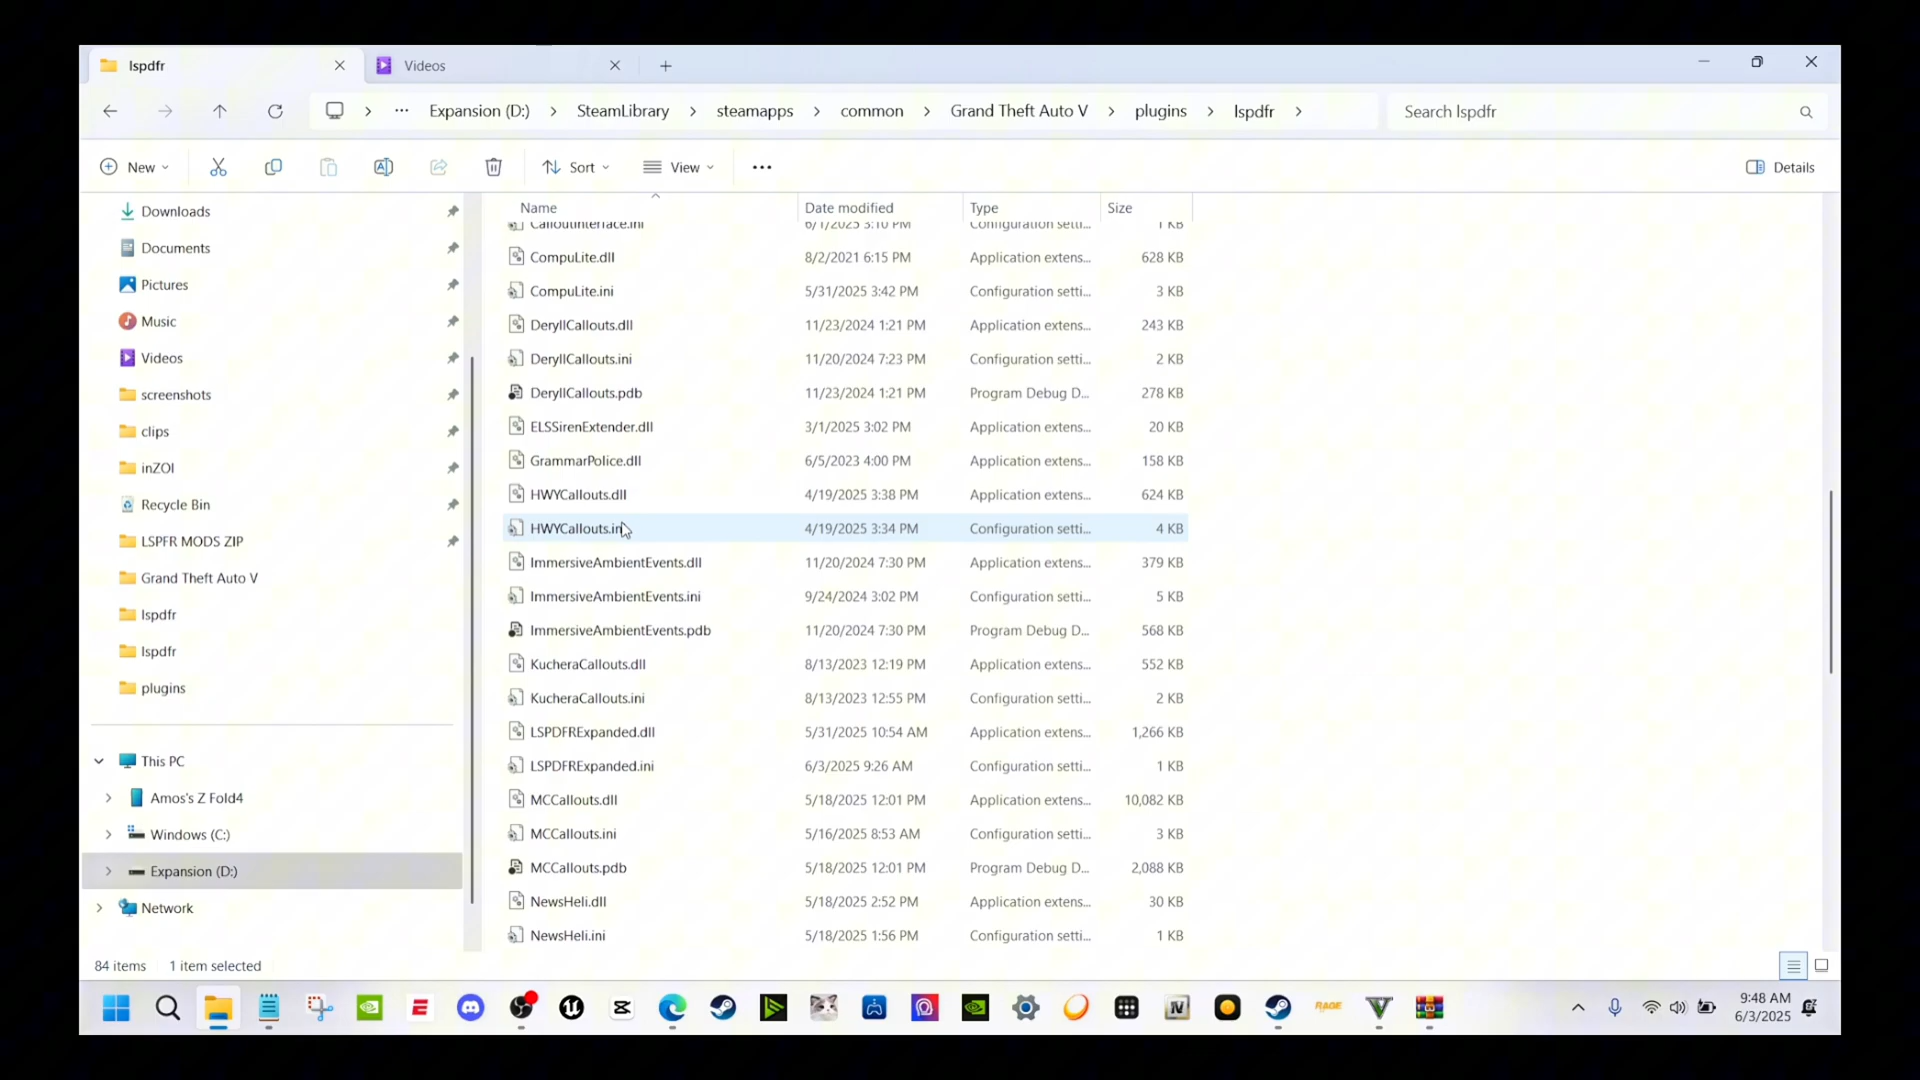 lspdfr
Videos
Expansion (D:)
SteamLibrary
steamapps
common
Grand Theft Auto V
plugins
lspdfr
Search lspdfr
New
Sort
View
Details
Name
Date modified
Type
Size
Downloads
Documents
Pictures
Music
Videos
screenshots
clips
inZOI
Recycle Bin
LSPFR MODS ZIP
Grand Theft Auto V
lspdfr
lspdfr
plugins
This PC
Amos's Z Fold4
Windows (C:)
Expansion (D:)
Network
CalloutInterface.ini 6/1/2025 3:10 PM Configuration setti... 1 KB
CompuLite.dll 8/2/2021 6:15 PM Application extens... 628 KB
CompuLite.ini 5/31/2025 3:42 PM Configuration setti... 3 KB
DeryllCallouts.dll 11/23/2024 1:21 PM Application extens... 243 KB
DeryllCallouts.ini 11/20/2024 7:23 PM Configuration setti... 2 KB
DeryllCallouts.pdb 11/23/2024 1:21 PM Program Debug D... 278 KB
ELSSirenExtender.dll 3/1/2025 3:02 PM Application extens... 20 KB
GrammarPolice.dll 6/5/2023 4:00 PM Application extens... 158 KB
HWYCallouts.dll 4/19/2025 3:38 PM Application extens... 624 KB
HWYCallouts.ini 4/19/2025 3:34 PM Configuration setti... 4 KB
ImmersiveAmbientEvents.dll 11/20/2024 7:30 PM Application extens... 379 KB
ImmersiveAmbientEvents.ini 9/24/2024 3:02 PM Configuration setti... 5 KB
ImmersiveAmbientEvents.pdb 11/20/2024 7:30 PM Program Debug D... 568 KB
KucheraCallouts.dll 8/13/2023 12:19 PM Application extens... 552 KB
KucheraCallouts.ini 8/13/2023 12:55 PM Configuration setti... 2 KB
LSPDFRExpanded.dll 5/31/2025 10:54 AM Application extens... 1,266 KB
LSPDFRExpanded.ini 6/3/2025 9:26 AM Configuration setti... 1 KB
MCCallouts.dll 5/18/2025 12:01 PM Application extens... 10,082 KB
MCCallouts.ini 5/16/2025 8:53 AM Configuration setti... 3 KB
MCCallouts.pdb 5/18/2025 12:01 PM Program Debug D... 2,088 KB
NewsHeli.dll 5/18/2025 2:52 PM Application extens... 30 KB
NewsHeli.ini 5/18/2025 1:56 PM Configuration setti... 1 KB
84 items 1 item selected
RAGE
9:48 AM
6/3/2025